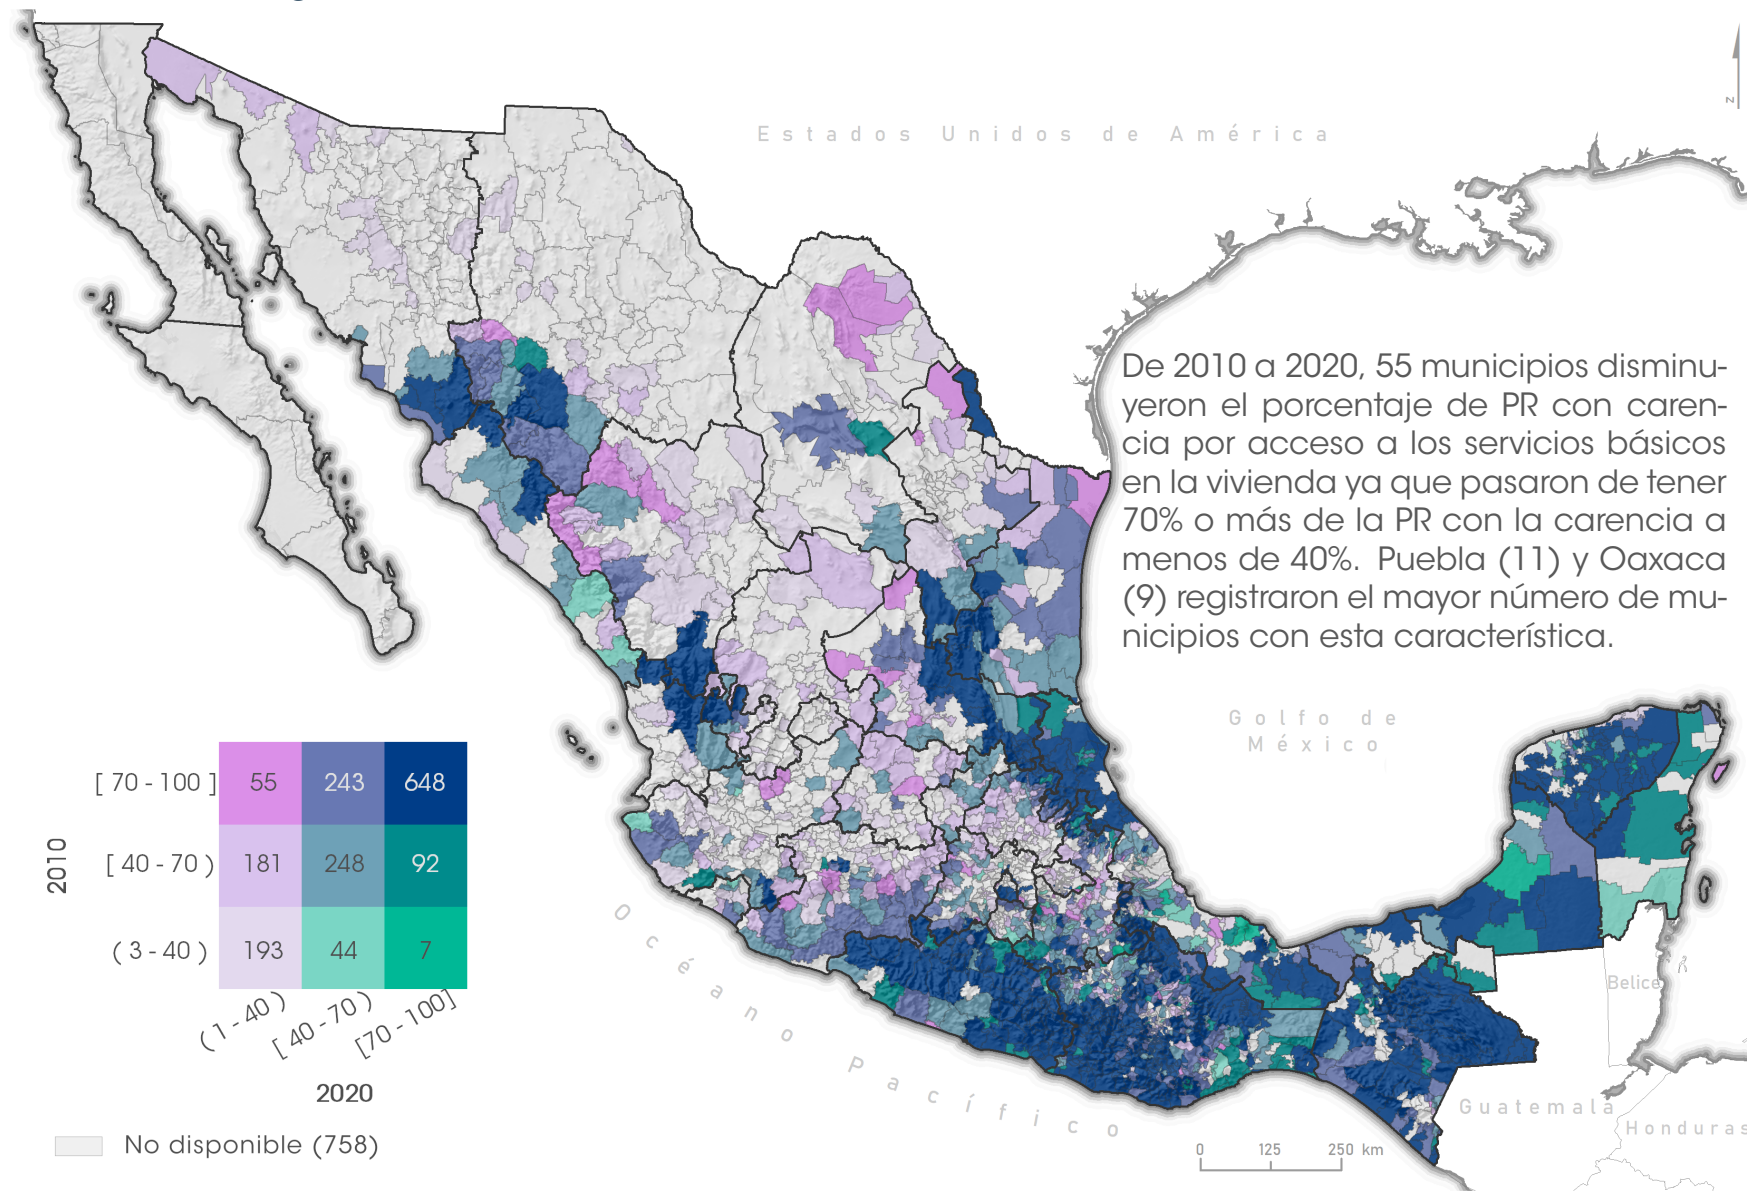 Estados Unidos de América
N
De 2010 a 2020, 55 municipios disminu-
yeron el porcentaje de PR con caren-
cia por acceso a los servicios básicos
en la vivienda ya que pasaron de tener
70% o más de la PR con la carencia a
menos de 40%. Puebla (11) y Oaxaca
(9) registraron el mayor número de mu-
nicipios con esta característica.
Golfo de
México
[ 70 - 100 ] 55 243 648
2010
[ 40 - 70 ) 181 248 92
( 3 - 40 ) 193 44 7
( 1 - 40 ) [ 40 - 70 ) [70 - 100]
2020
No disponible (758)
Océano Pacífico
Belice
Guatemala
Honduras
0 125 250 km